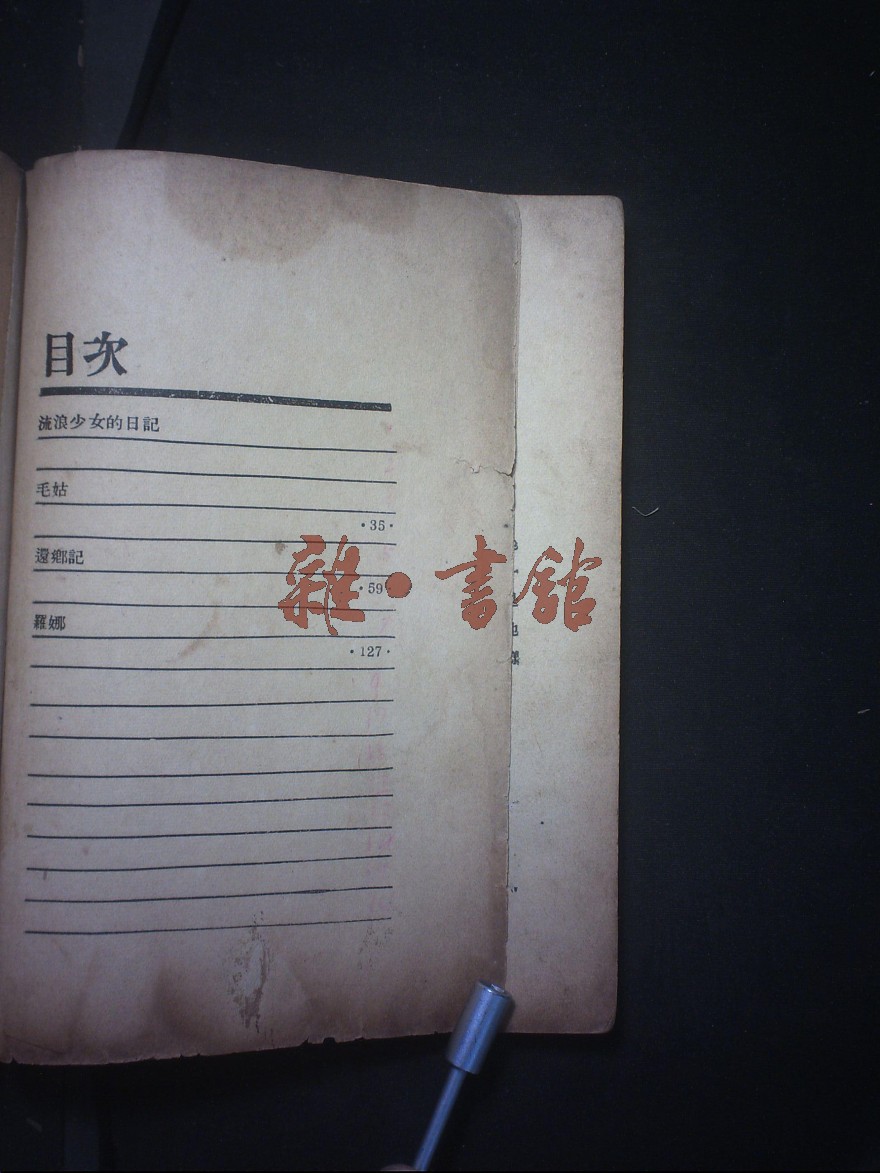 目次
流浪少女的日記
毛姑
·35·
還鄉記
·59
羅娜
·127·
雜·書館